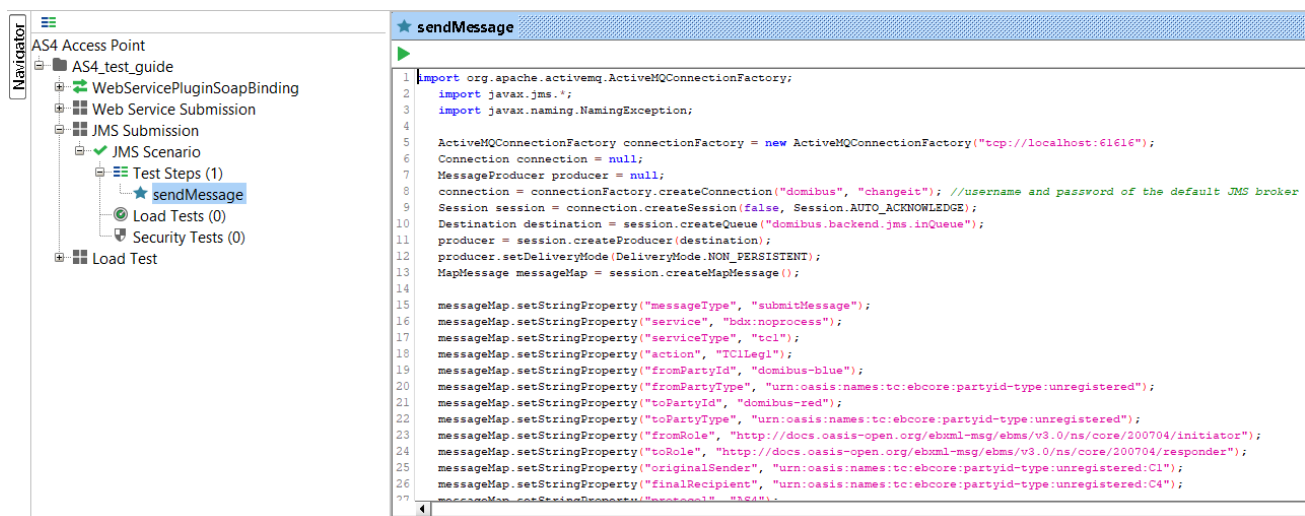 Navigator
AS4 Access Point
AS4_test_guide
WebServicePluginSoapBinding
Web Service Submission
JMS Submission
JMS Scenario
Test Steps (1)
sendMessage
Load Tests (0)
Security Tests (0)
Load Test
sendMessage
1 import org.apache.activemq.ActiveMQConnectionFactory;
2 import javax.jms.*;
3 import javax.naming.NamingException;
4
5 ActiveMQConnectionFactory connectionFactory = new ActiveMQConnectionFactory("tcp://localhost:61616");
6 Connection connection = null;
7 MessageProducer producer = null;
8 connection = connectionFactory.createConnection("domibus", "changeit"); //username and password of the default JMS broker
9 Session session = connection.createSession(false, Session.AUTO_ACKNOWLEDGE);
10 Destination destination = session.createQueue("domibus.backend.jms.inQueue");
11 producer = session.createProducer(destination);
12 producer.setDeliveryMode(DeliveryMode.NON_PERSISTENT);
13 MapMessage messageMap = session.createMapMessage();
14
15 messageMap.setStringProperty("messageType", "submitMessage");
16 messageMap.setStringProperty("service", "bdx:noprocess");
17 messageMap.setStringProperty("serviceType", "tc1");
18 messageMap.setStringProperty("action", "TC1Leg1");
19 messageMap.setStringProperty("fromPartyId", "domibus-blue");
20 messageMap.setStringProperty("fromPartyType", "urn:oasis:names:tc:ebcore:partyid-type:unregistered");
21 messageMap.setStringProperty("toPartyId", "domibus-red");
22 messageMap.setStringProperty("toPartyType", "urn:oasis:names:tc:ebcore:partyid-type:unregistered");
23 messageMap.setStringProperty("fromRole", "http://docs.oasis-open.org/ebxml-msg/ebms/v3.0/ns/core/200704/initiator");
24 messageMap.setStringProperty("toRole", "http://docs.oasis-open.org/ebxml-msg/ebms/v3.0/ns/core/200704/responder");
25 messageMap.setStringProperty("originalSender", "urn:oasis:names:tc:ebcore:partyid-type:unregistered:C1");
26 messageMap.setStringProperty("finalRecipient", "urn:oasis:names:tc:ebcore:partyid-type:unregistered:C4");
27 messageMap.setStringProperty("protocol", "AS4");